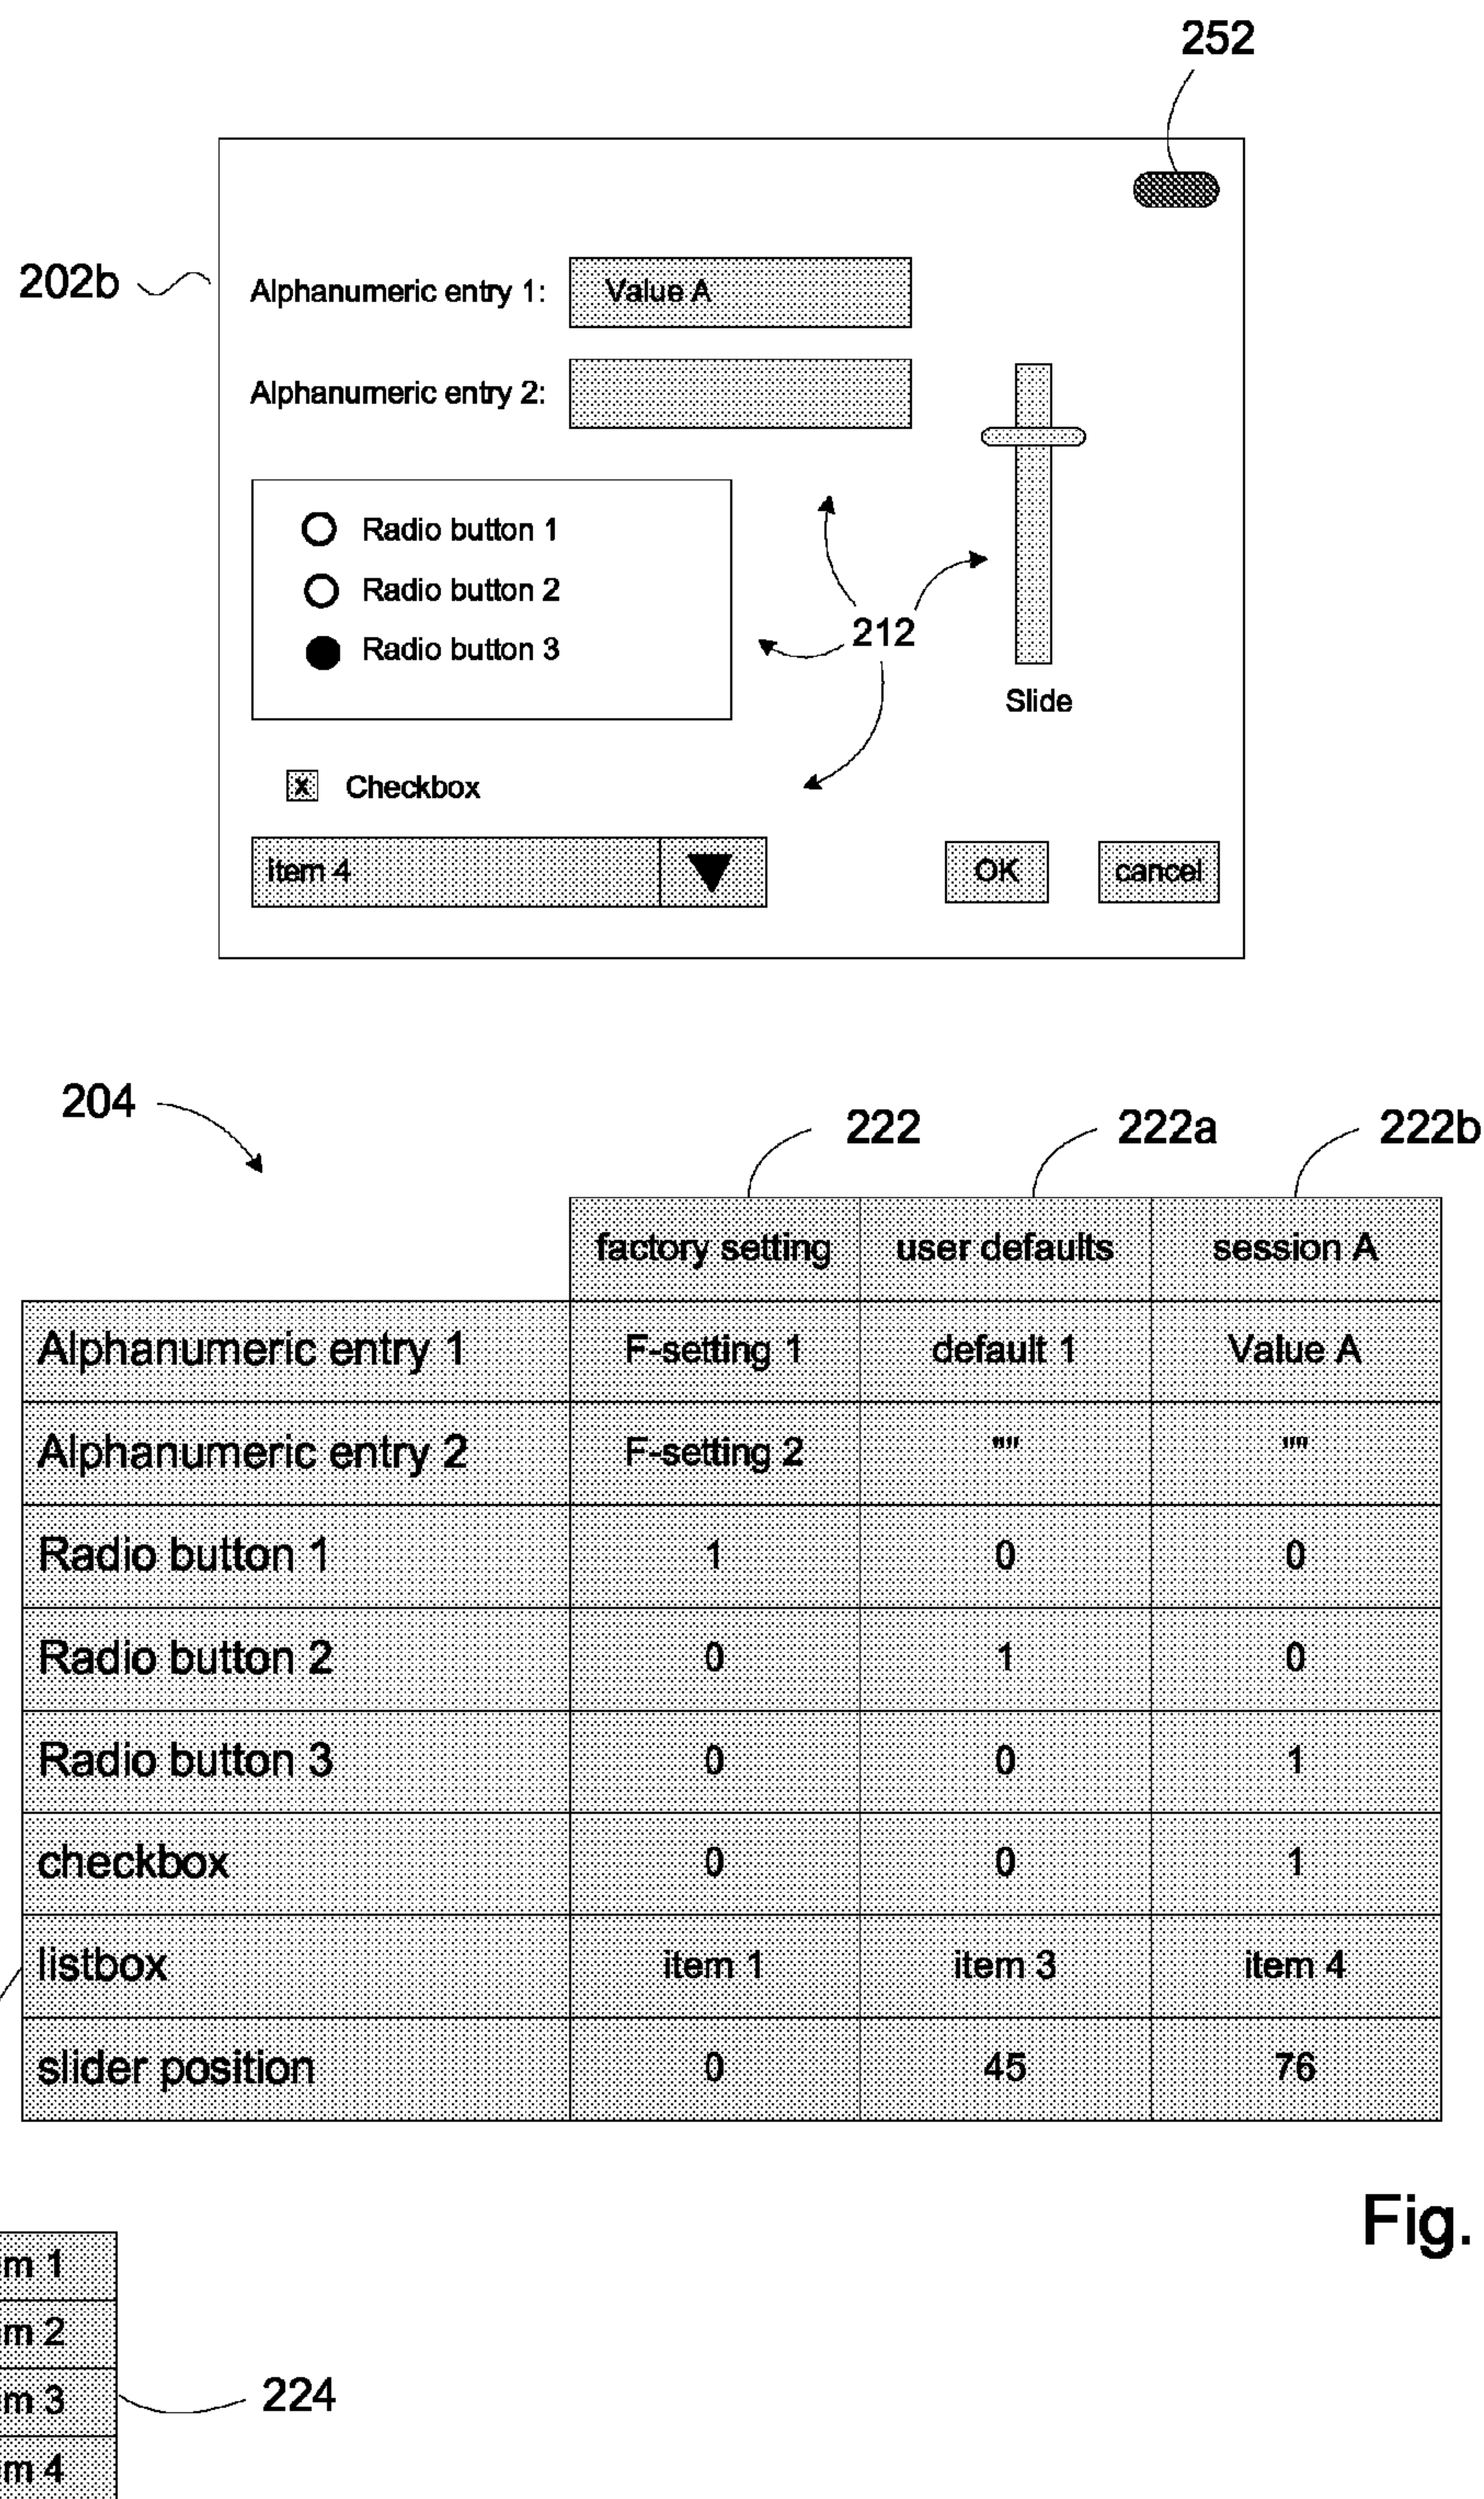 252
202b
Alphanumeric entry 1: Value A
Alphanumeric entry 2:
Radio button 1
Radio button 2
Radio button 3
212
Slide
x Checkbox
item 4 OK cancel
204 222 222a 222b
factory setting user defaults session A
Alphanumeric entry 1 F-setting 1 default 1 Value A
Alphanumeric entry 2 F-setting 2 "" ""
Radio button 1 1 0 0
Radio button 2 0 1 0
Radio button 3 0 0 1
checkbox 0 0 1
listbox item 1 item 3 item 4
slider position 0 45 76
Fig.
m 1
m 2
m 3
224
m 4